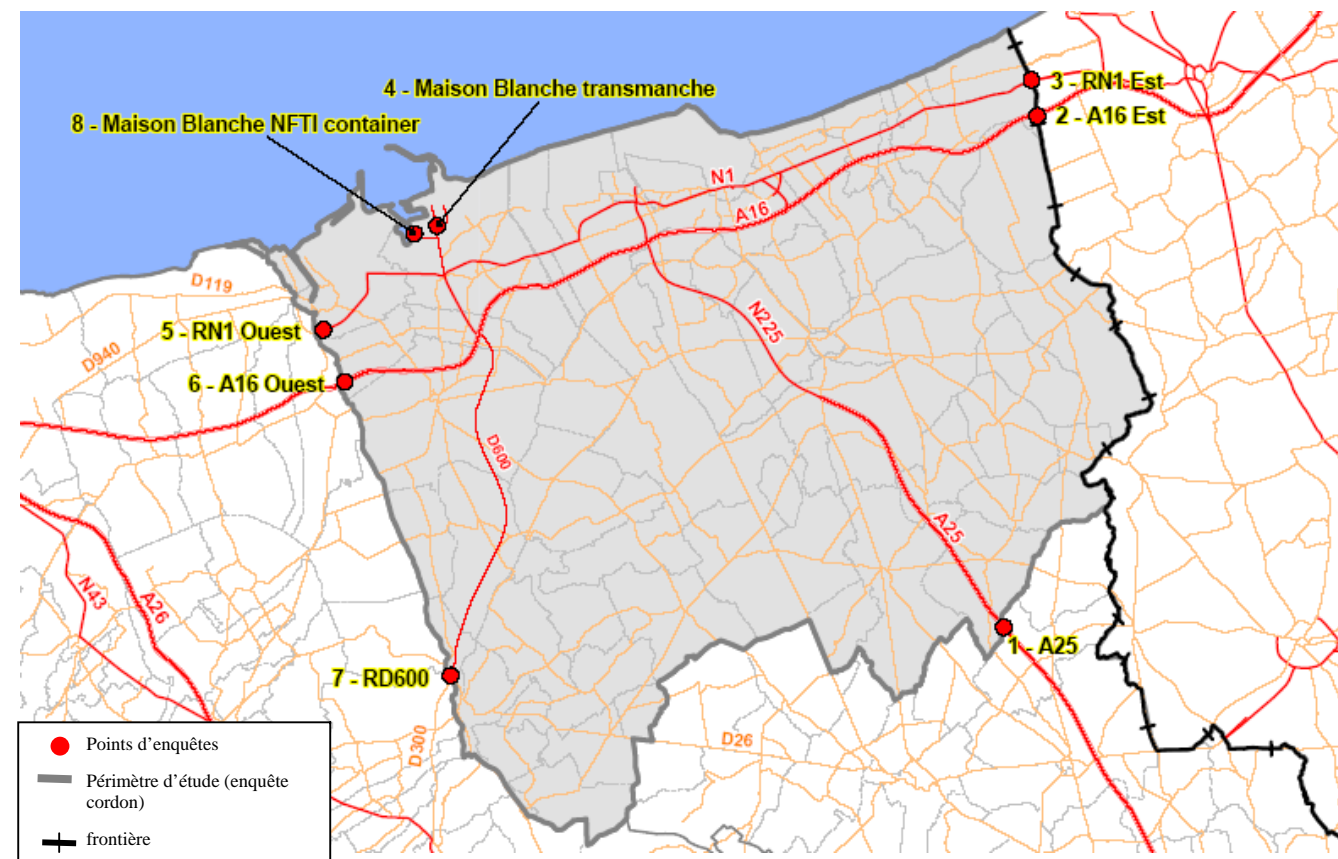 4 - Maison Blanche transmanche
3 - RN1 Est
8 - Maison Blanche NFTI container
2 - A16 Est
N1
A16
D119
5 - RN1 Ouest
N225
D940
6 - A16 Ouest
D600
A25
N43
A26
1 - A25
7 - RD600
D300
D26
Points d'enquêtes
Périmètre d'étude (enquête
cordon)
frontière